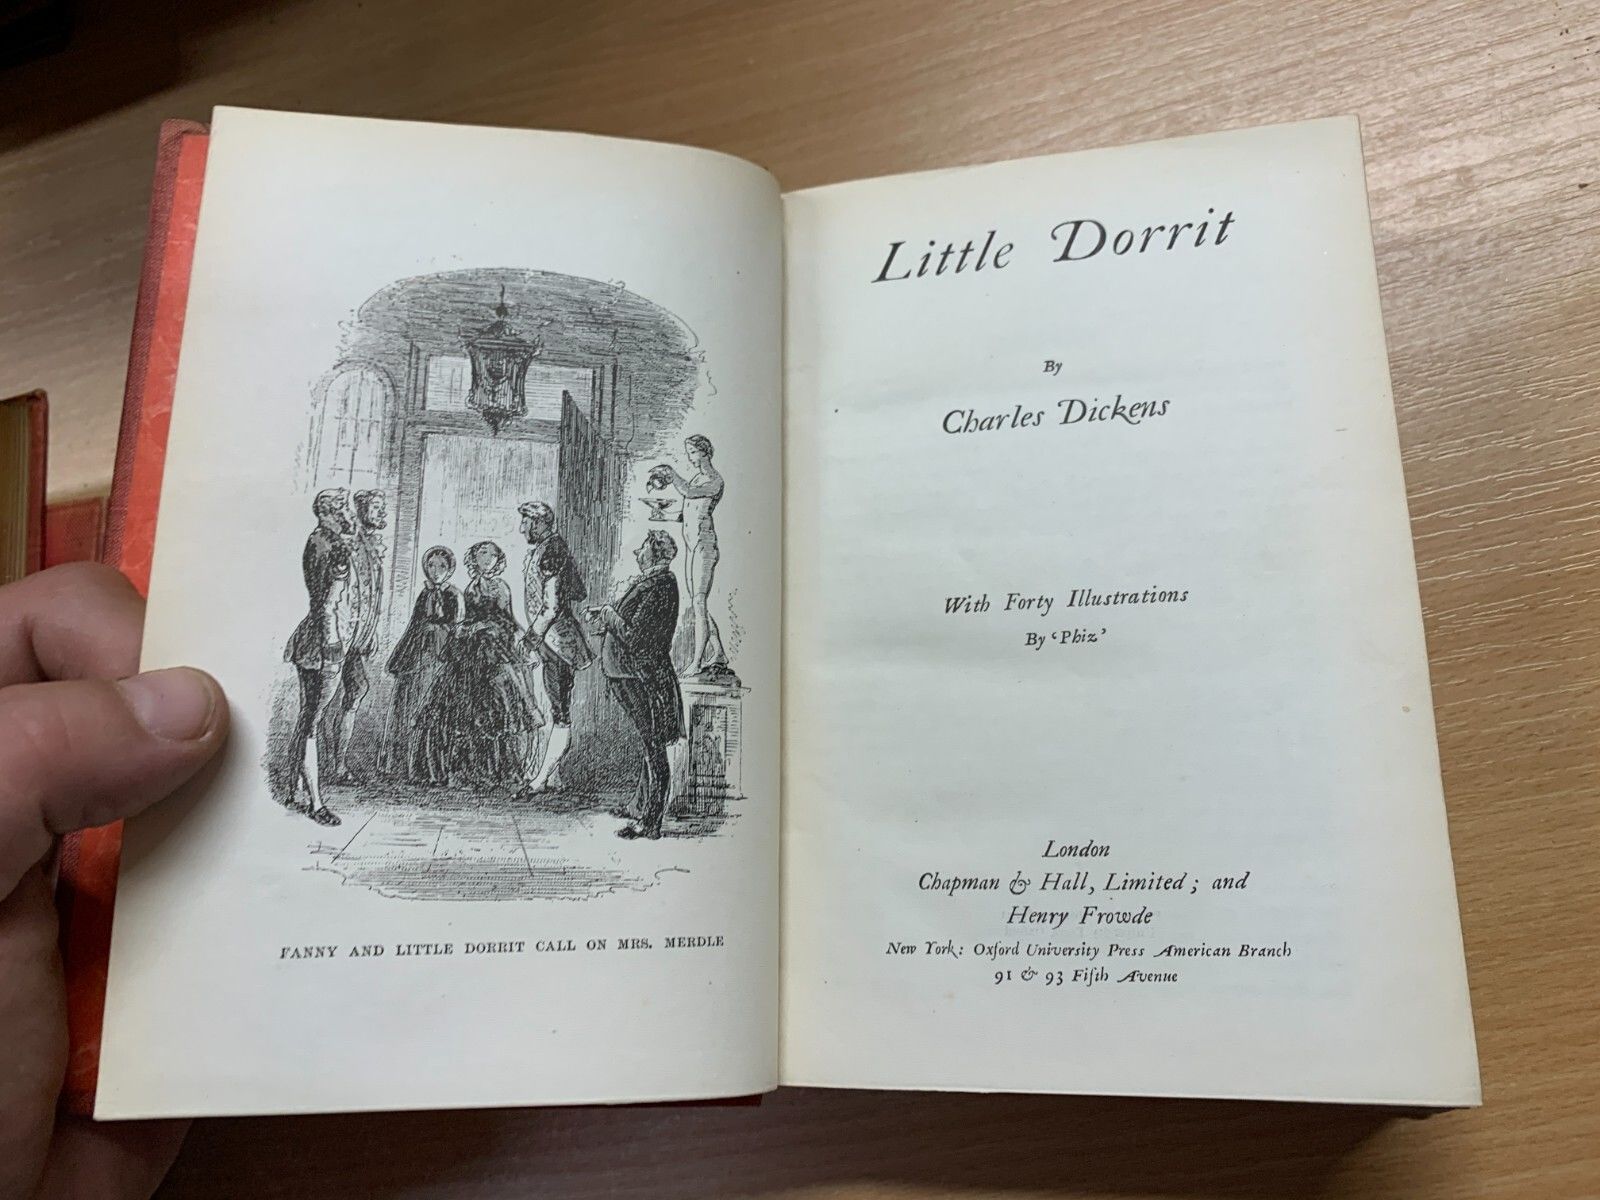 FANNY AND LITTLE DORRIT CALL ON MRS. MERDLE
Little Dorrit
By
Charles Dickens
With Forty Illustrations
By ‘Phiz’
London
Chapman & Hall, Limited; and
Henry Frowde
New York: Oxford University Press American Branch
91 & 93 Fifth Avenue